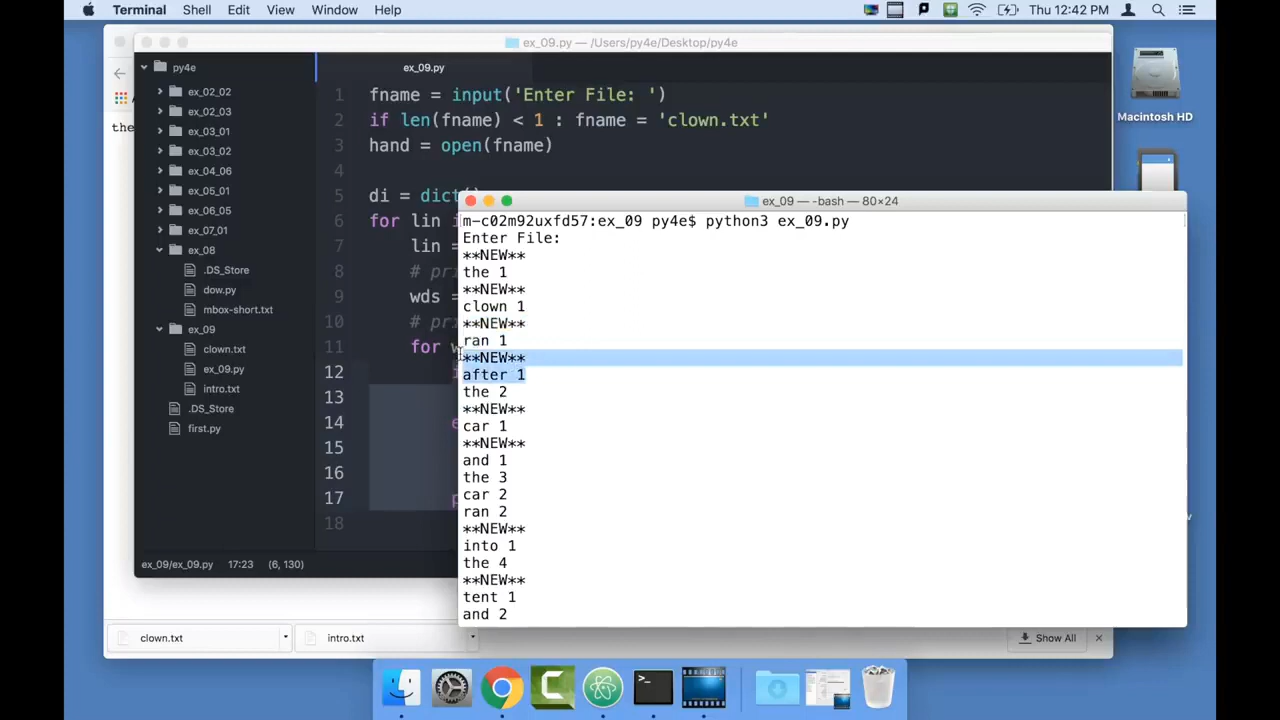 Terminal Shell Edit View Window Help Thu 12:42 PM
ex_09.py — /Users/py4e/Desktop/py4e
Macintosh HD
py4e
ex_02_02
ex_02_03
ex_03_01
ex_03_02
ex_04_06
ex_05_01
ex_06_05
ex_07_01
ex_08
.DS_Store
dow.py
mbox-short.txt
ex_09
clown.txt
ex_09.py
intro.txt
.DS_Store
first.py
ex_09/ex_09.py 17:23 (6, 130)
the
ex_09.py
1 fname = input('Enter File: ')
2 if len(fname) < 1 : fname = 'clown.txt'
3 hand = open(fname)
4
5 di = dict()
6 for lin
7 lin =
8 # pri
9 wds =
10 # pri
11 for w
12
13
14 e
15
16
17 p
18
ex_09 — -bash — 80×24
m-c02m92uxfd57:ex_09 py4e$ python3 ex_09.py
Enter File:
**NEW**
the 1
**NEW**
clown 1
**NEW**
ran 1
**NEW**
after 1
the 2
**NEW**
car 1
**NEW**
and 1
the 3
car 2
ran 2
**NEW**
into 1
the 4
**NEW**
tent 1
and 2
clown.txt intro.txt Show All